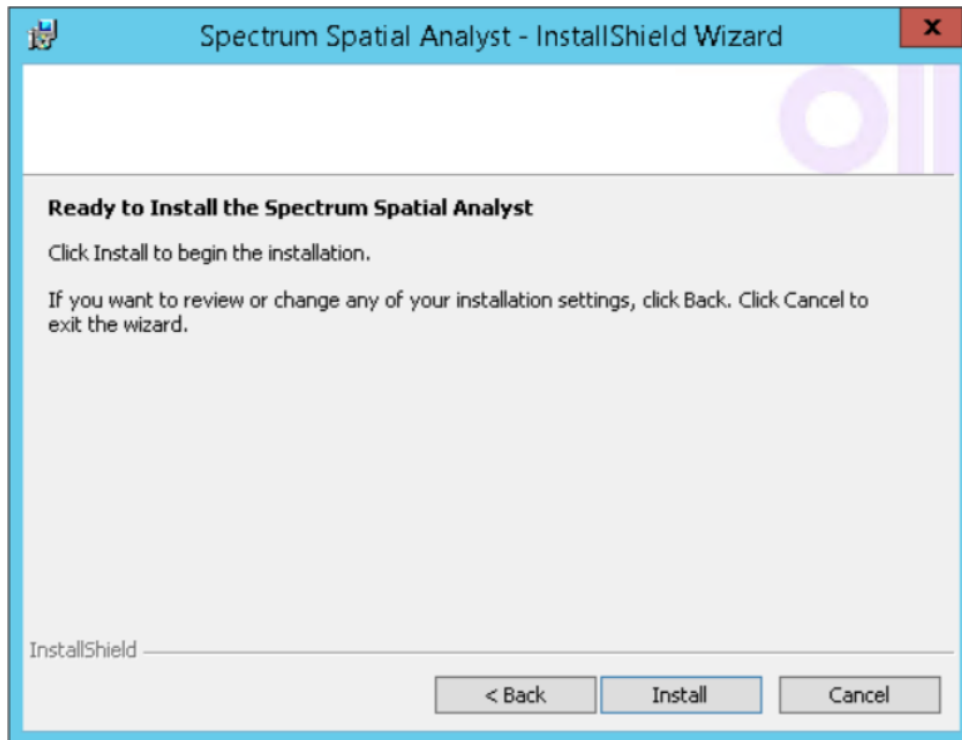 Spectrum Spatial Analyst - InstallShield Wizard
x
Ready to Install the Spectrum Spatial Analyst
Click Install to begin the installation.
If you want to review or change any of your installation settings, click Back. Click Cancel to
exit the wizard.
InstallShield
< Back Install Cancel